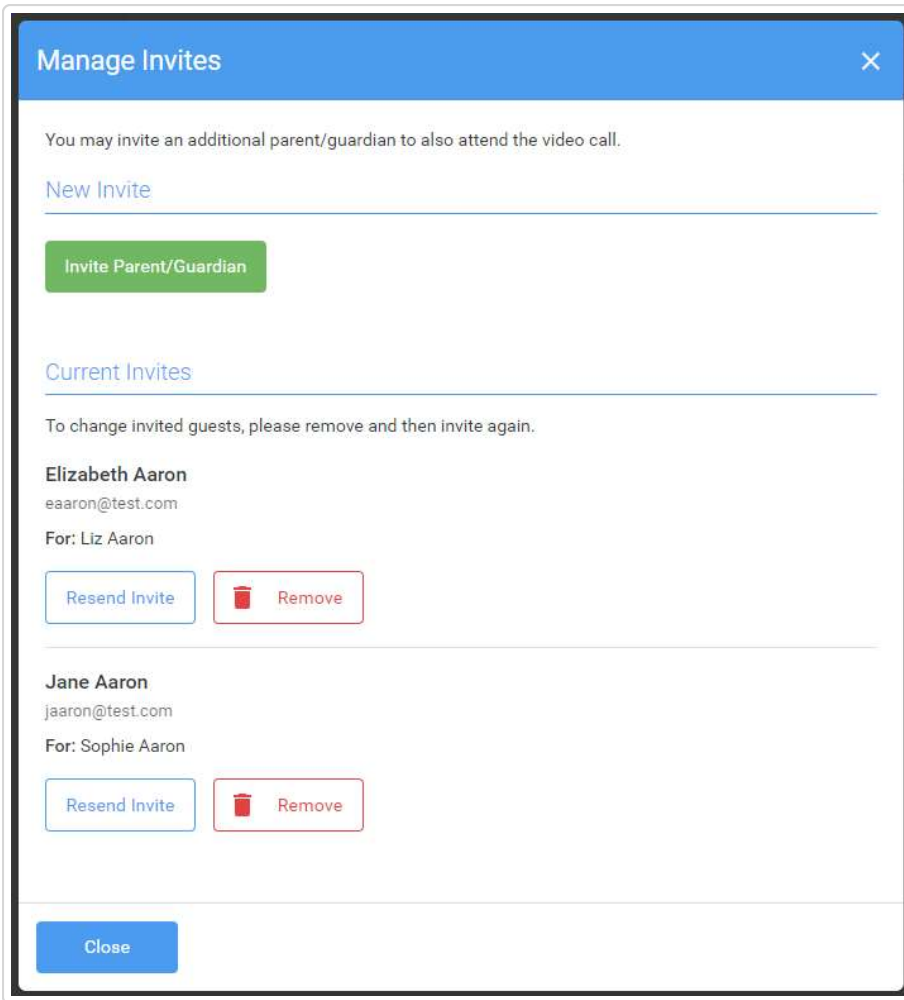 Manage Invites
You may invite an additional parent/guardian to also attend the video call.
New Invite
Invite Parent/Guardian
Current Invites
To change invited guests, please remove and then invite again.
Elizabeth Aaron
eaaron@test.com
For: Liz Aaron
Resend Invite Remove
Jane Aaron
jaaron@test.com
For: Sophie Aaron
Resend Invite Remove
Close